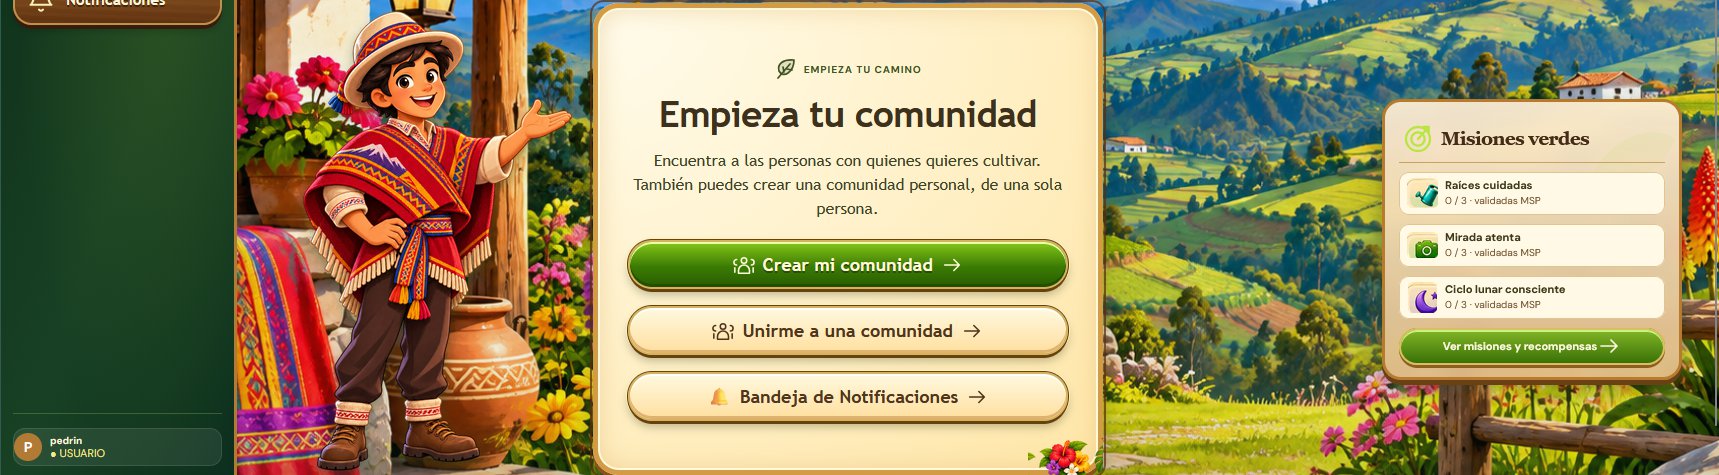 Notificaciones
P
pedrin
● USUARIO
EMPIEZA TU CAMINO
Empieza tu comunidad
Encuentra a las personas con quienes quieres cultivar.
También puedes crear una comunidad personal, de una sola
persona.
Crear mi comunidad →
Unirme a una comunidad →
Bandeja de Notificaciones →
Misiones verdes
Raíces cuidadas
0 / 3 · validadas MSP
Mirada atenta
0 / 3 · validadas MSP
Ciclo lunar consciente
0 / 3 · validadas MSP
Ver misiones y recompensas →